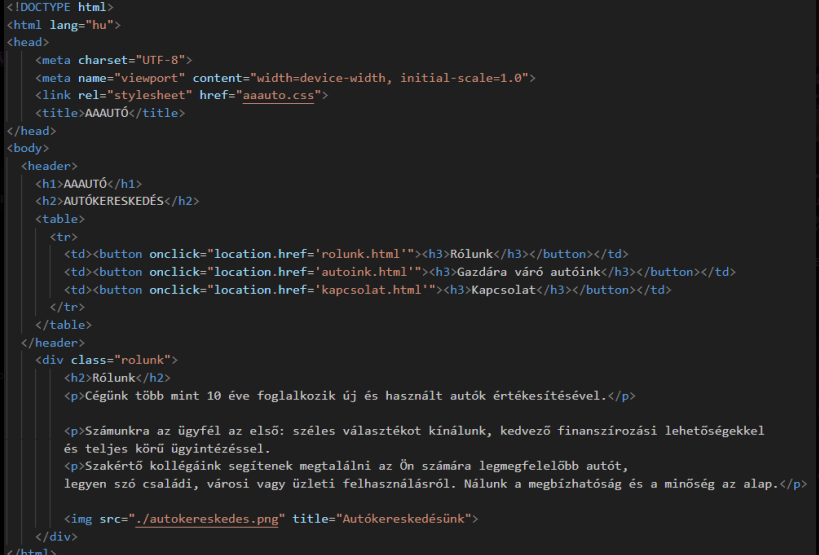 <!DOCTYPE html>
<html lang="hu">
<head>
    <meta charset="UTF-8">
    <meta name="viewport" content="width=device-width, initial-scale=1.0">
    <link rel="stylesheet" href="aaauto.css">
    <title>AAAUTÓ</title>
</head>
<body>
  <header>
    <h1>AAAUTÓ</h1>
    <h2>AUTÓKERESKEDÉS</h2>
    <table>
      <tr>
        <td><button onclick="location.href='rolunk.html'"><h3>Rólunk</h3></button></td>
        <td><button onclick="location.href='autoink.html'"><h3>Gazdára váró autóink</h3></button></td>
        <td><button onclick="location.href='kapcsolat.html'"><h3>Kapcsolat</h3></button></td>
      </tr>
    </table>
  </header>
    <div class="rolunk">
        <h2>Rólunk</h2>
        <p>Cégünk több mint 10 éve foglalkozik új és használt autók értékesítésével.</p>

        <p>Számunkra az ügyfél az első: széles választékot kínálunk, kedvező finanszírozási lehetőségekkel
        és teljes körű ügyintézéssel.
        <p>Szakértő kollégáink segítenek megtalálni az Ön számára legmegfelelőbb autót,
        legyen szó családi, városi vagy üzleti felhasználásról. Nálunk a megbízhatóság és a minőség az alap.</p>

        <img src="./autokereskedes.png" title="Autókereskedésünk">
    </div>
</html>